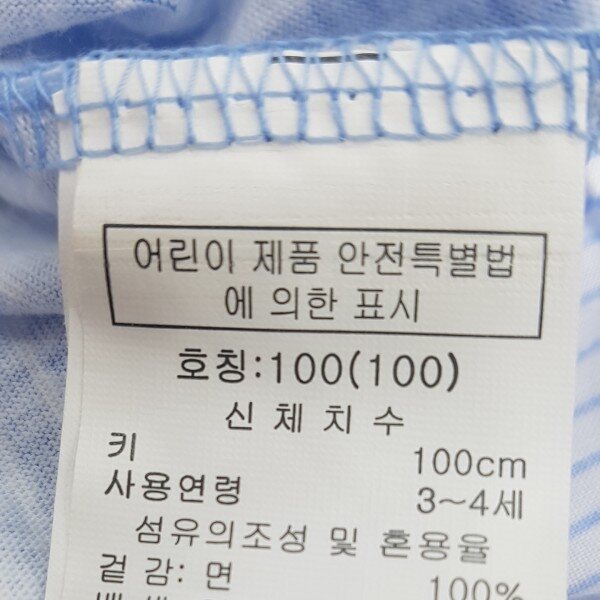 어린이 제품 안전특별법
에 의한 표시
호칭:100(100)
신체치수
키 100cm
사용연령 3~4세
섬유의조성 및 혼용율
겉감: 면 100%